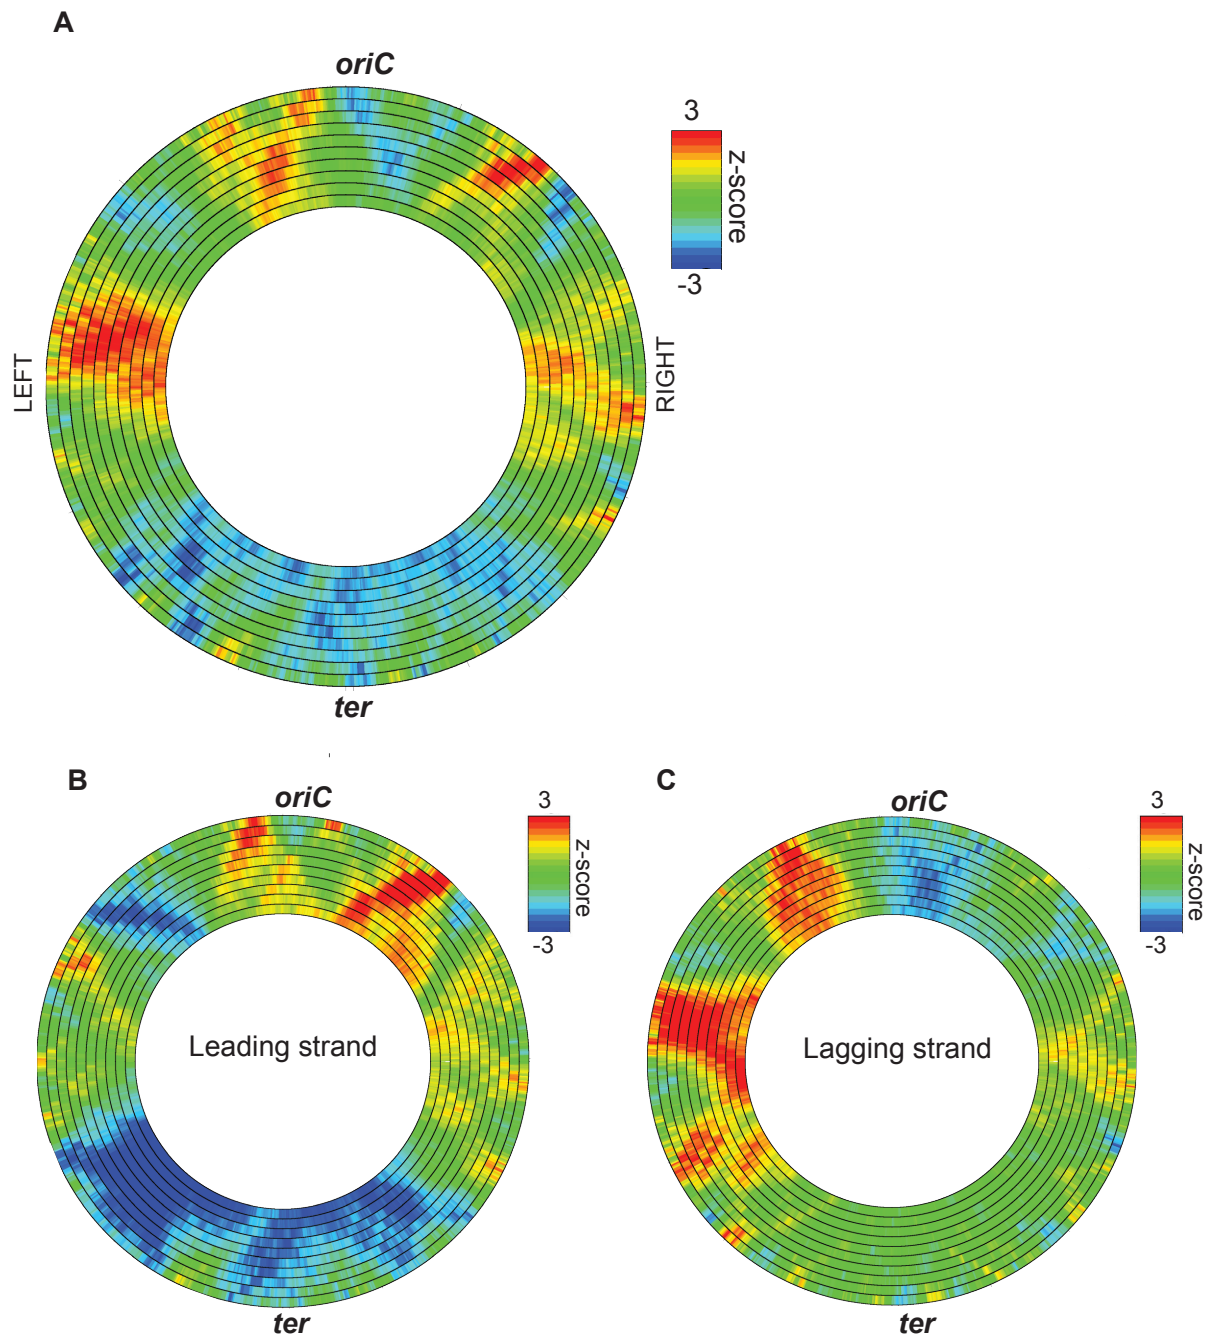 A
oriC
3
z-score
-3
LEFT
RIGHT
ter
B
oriC
3
z-score
-3
Leading strand
ter
C
oriC
3
z-score
-3
Lagging strand
ter